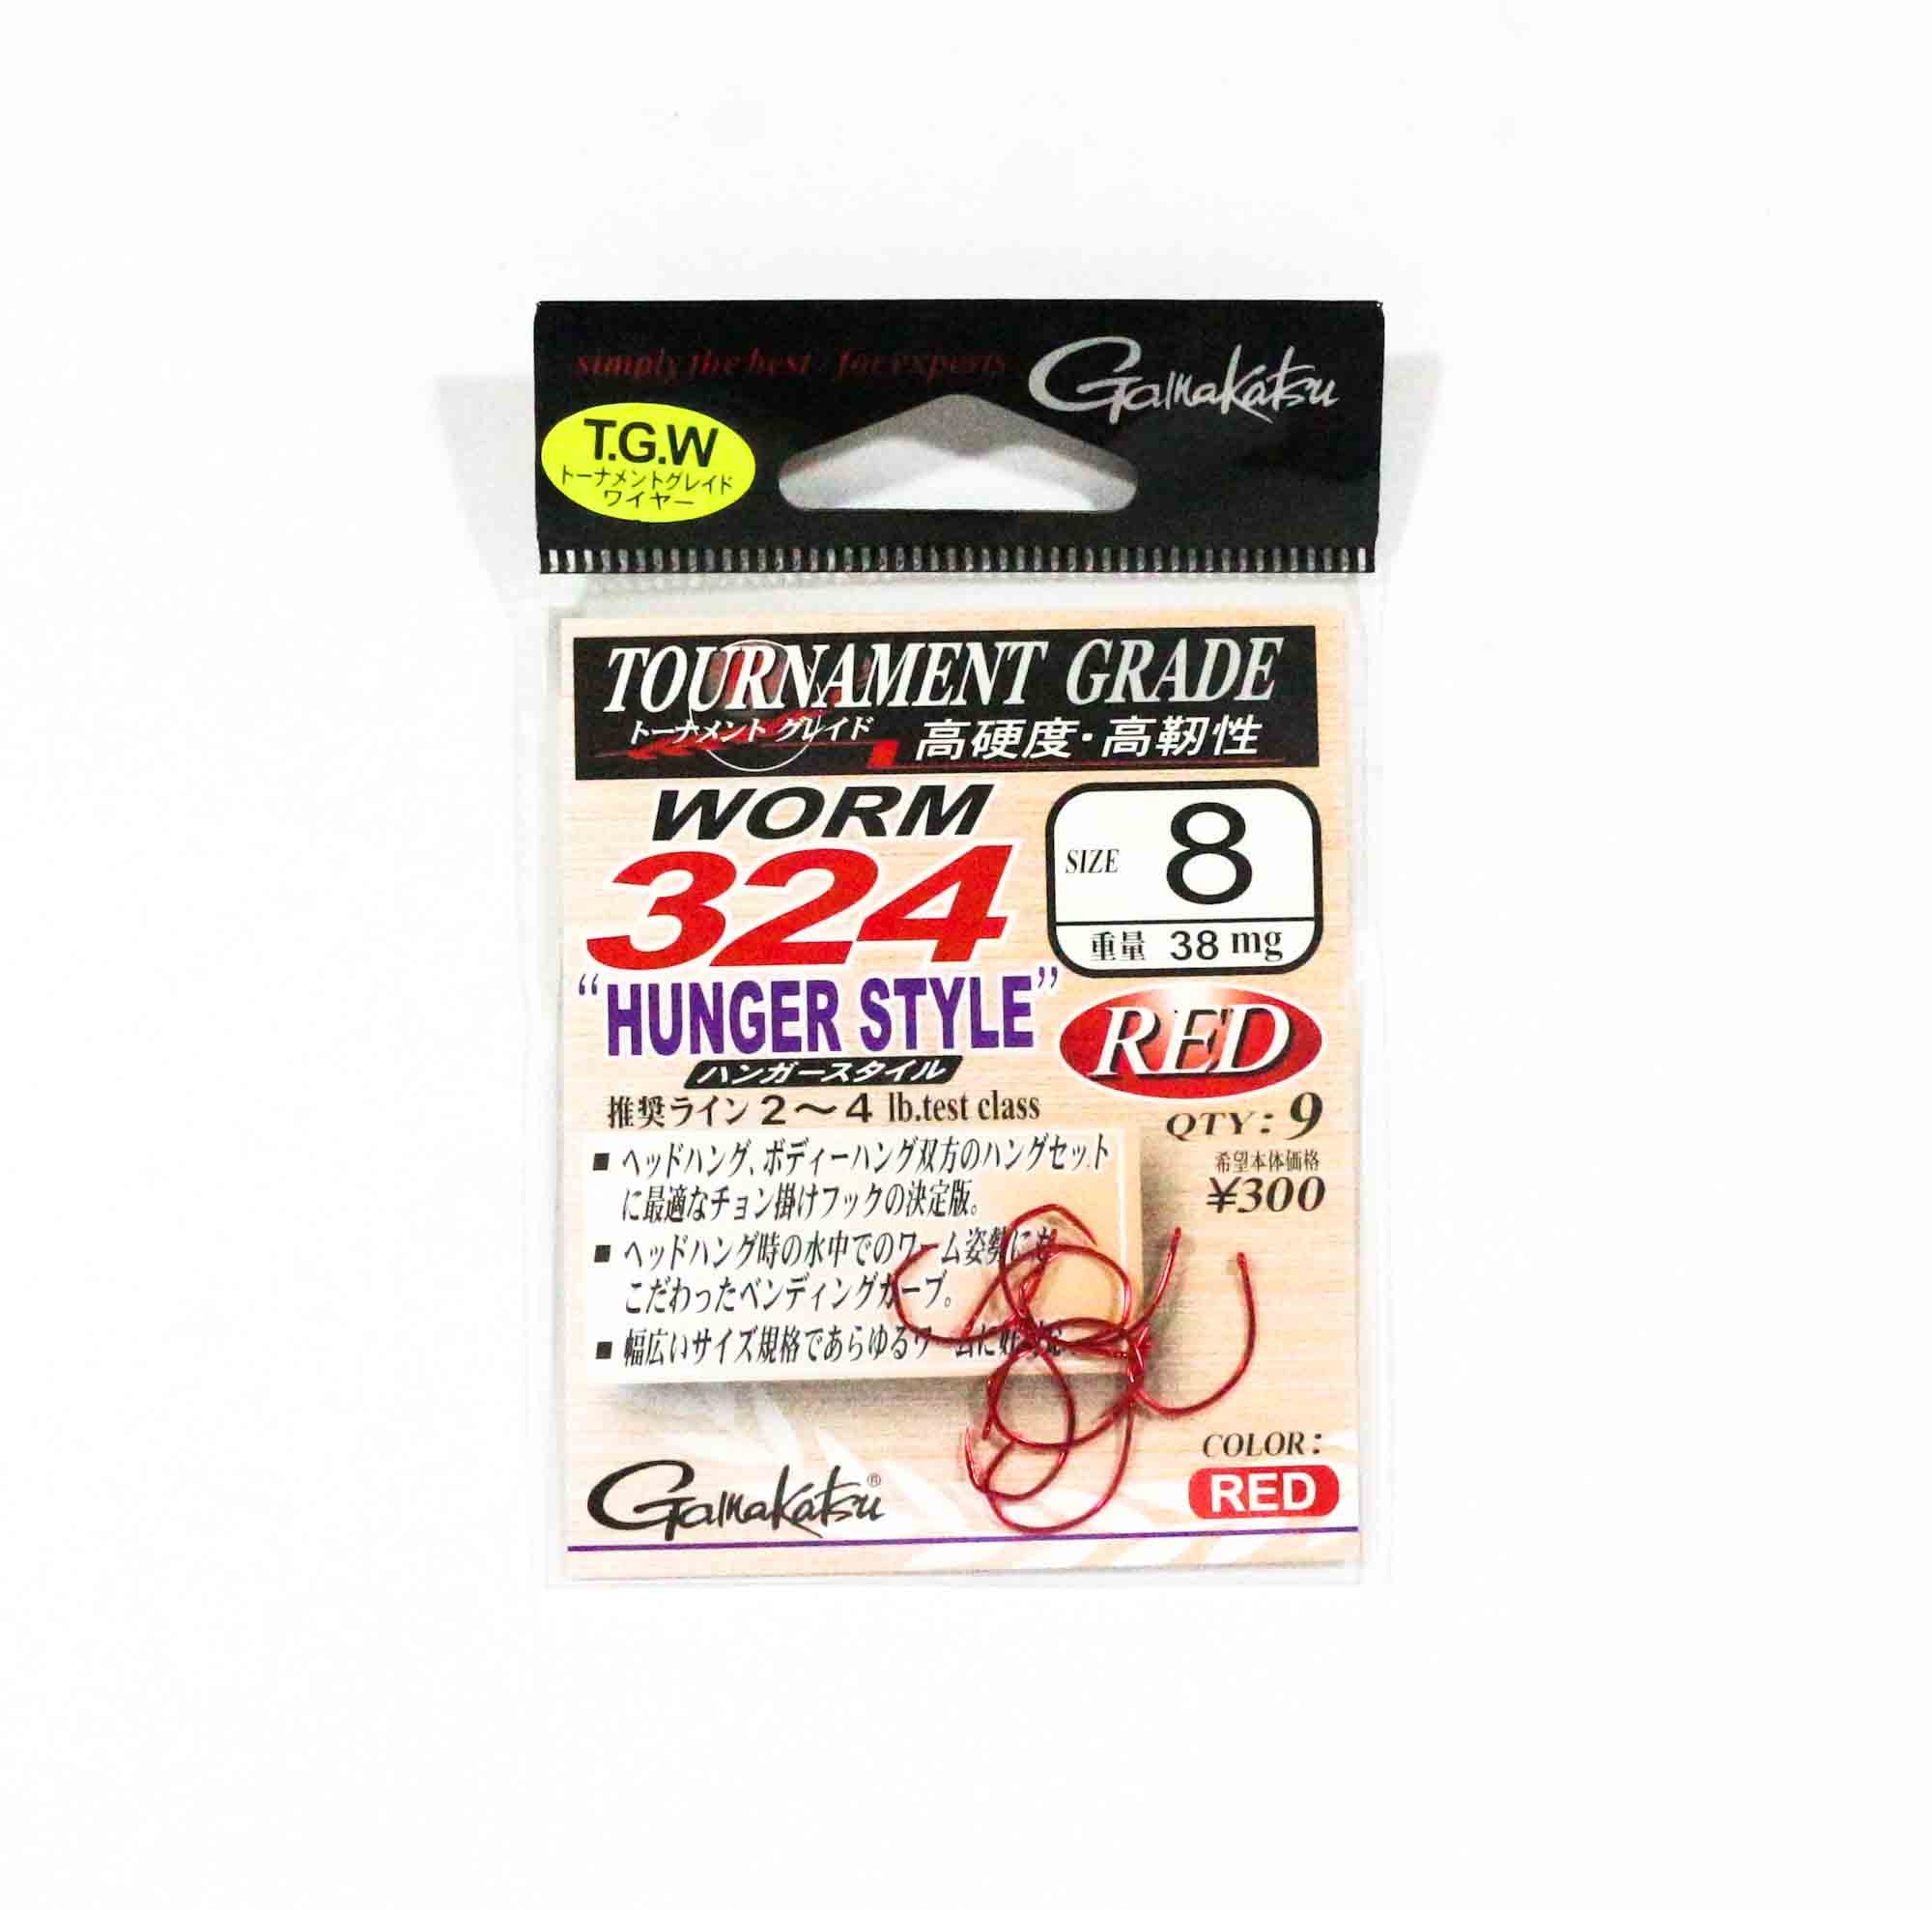 simply the best / for experts
Gamakatsu
T.G.W
トーナメントグレイド
ワイヤー
TOURNAMENT GRADE
トーナメント グレイド 高硬度・高靭性
WORM
324
SIZE 8
重量 38 mg
"HUNGER STYLE"
ハンガースタイル
RED
推奨ライン 2〜4 lb.test class
QTY: 9
希望本体価格
¥300
■ ヘッドハング、ボディーハング双方のハングセット
に最適なチョン掛けフックの決定版。
■ ヘッドハング時の水中でのワーム姿勢にも
こだわったベンディングカーブ。
■ 幅広いサイズ規格であらゆるワームに
COLOR:
RED
Gamakatsu®